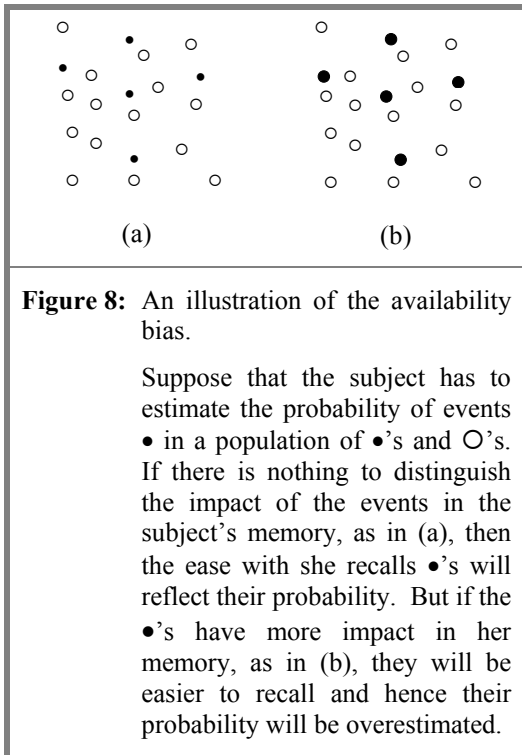 (a) (b)
Figure 8: An illustration of the availability
bias.
Suppose that the subject has to
estimate the probability of events
• in a population of •'s and O's.
If there is nothing to distinguish
the impact of the events in the
subject's memory, as in (a), then
the ease with she recalls •'s will
reflect their probability. But if the
•'s have more impact in her
memory, as in (b), they will be
easier to recall and hence their
probability will be overestimated.